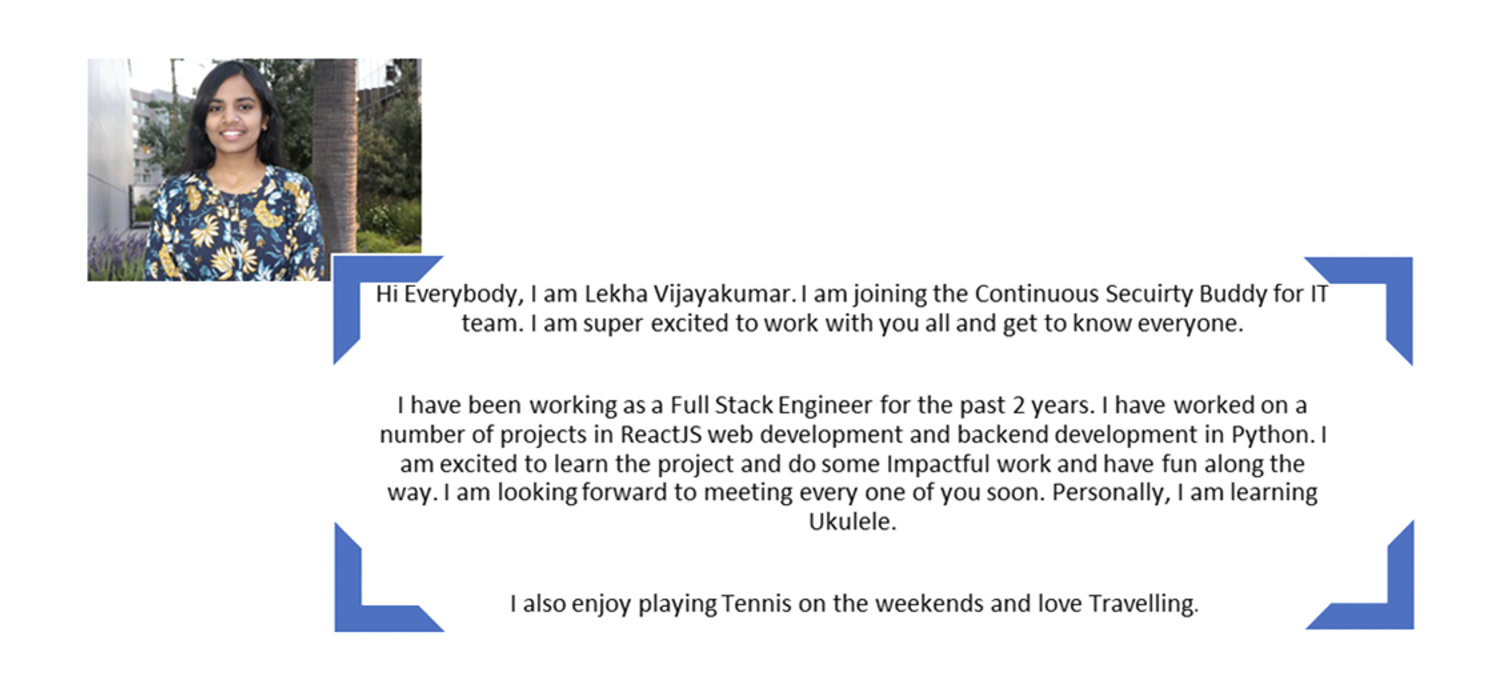 Hi Everybody, I am Lekha Vijayakumar. I am joining the Continuous Secuirty Buddy for IT
team. I am super excited to work with you all and get to know everyone.
I have been working as a Full Stack Engineer for the past 2 years. I have worked on a
number of projects in ReactJS web development and backend development in Python. I
am excited to learn the project and do some Impactful work and have fun along the
way. I am looking forward to meeting every one of you soon. Personally, I am learning
Ukulele.
I also enjoy playing Tennis on the weekends and love Travelling.